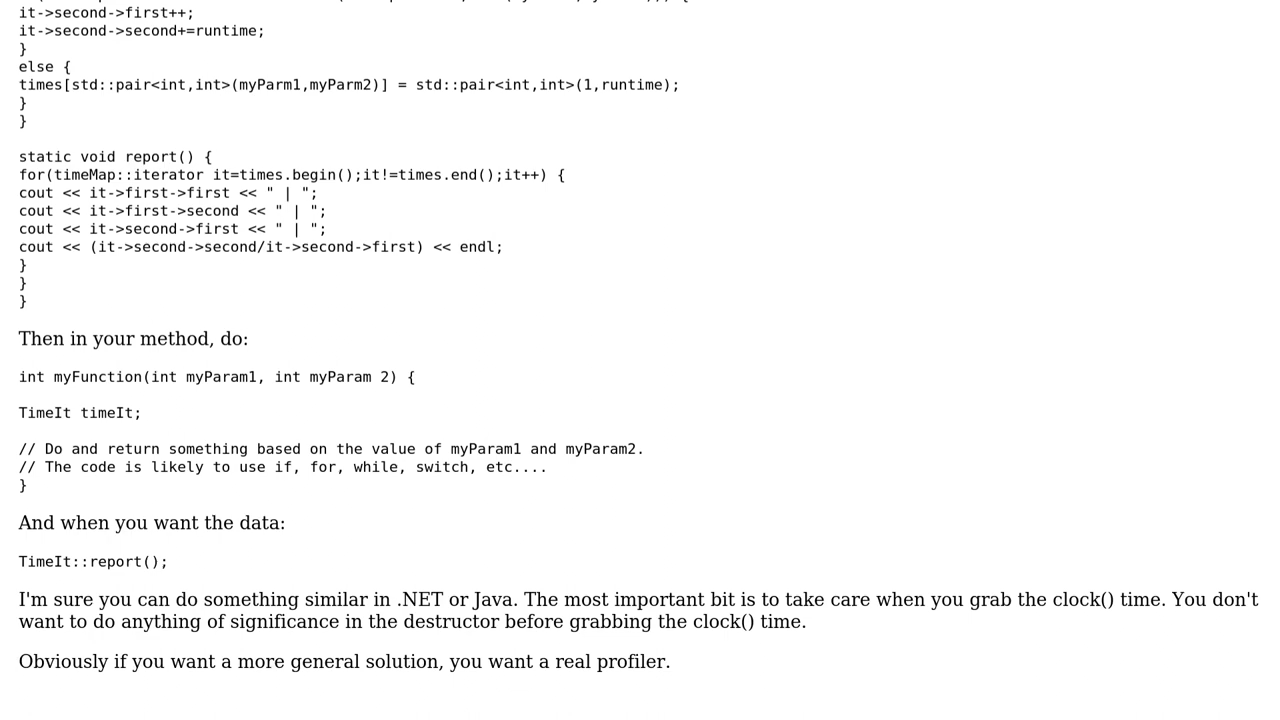 it->second->first++;
it->second->second+=runtime;
}
else {
times[std::pair<int,int>(myParm1,myParm2)] = std::pair<int,int>(1,runtime);
}
}
static void report() {
for(timeMap::iterator it=times.begin();it!=times.end();it++) {
cout << it->first->first << " | ";
cout << it->first->second << " | ";
cout << it->second->first << " | ";
cout << (it->second->second/it->second->first) << endl;
}
}
}
Then in your method, do:
int myFunction(int myParam1, int myParam 2) {
TimeIt timeIt;
// Do and return something based on the value of myParam1 and myParam2.
// The code is likely to use if, for, while, switch, etc....
}
And when you want the data:
TimeIt::report();
I'm sure you can do something similar in .NET or Java. The most important bit is to take care when you grab the clock() time. You don't
want to do anything of significance in the destructor before grabbing the clock() time.
Obviously if you want a more general solution, you want a real profiler.